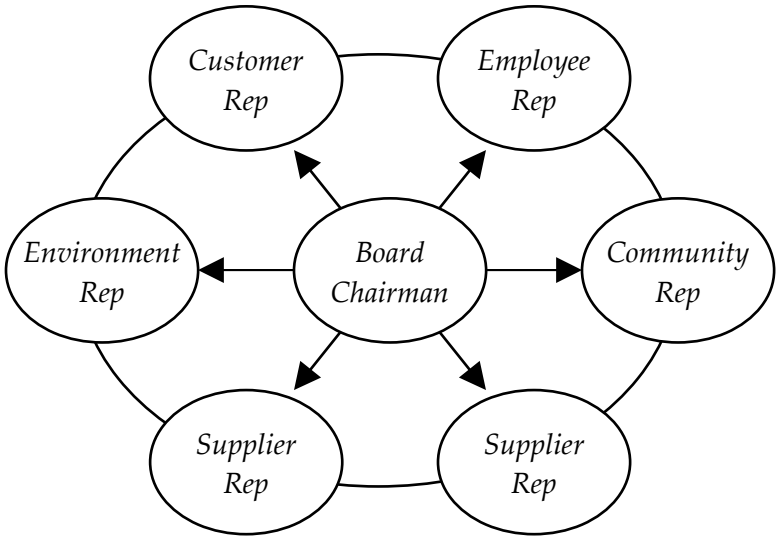 Customer
Rep
Employee
Rep
Environment
Rep
Board
Chairman
Community
Rep
Supplier
Rep
Supplier
Rep